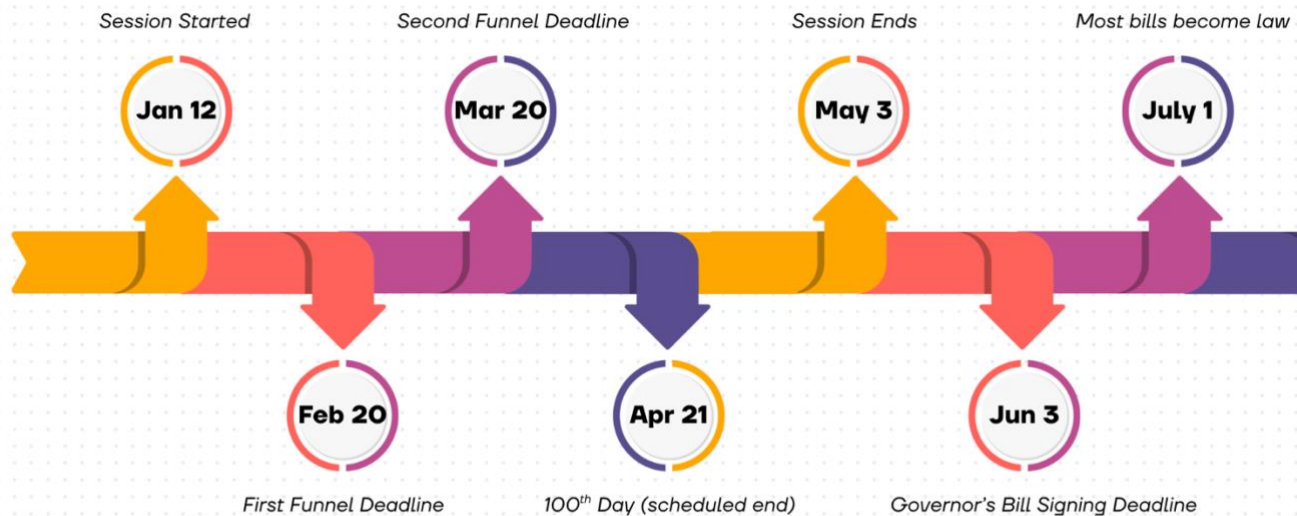 Session Started
Second Funnel Deadline
Session Ends
Most bills become law
Jan 12
Mar 20
May 3
July 1
Feb 20
Apr 21
Jun 3
First Funnel Deadline
100th Day (scheduled end)
Governor's Bill Signing Deadline